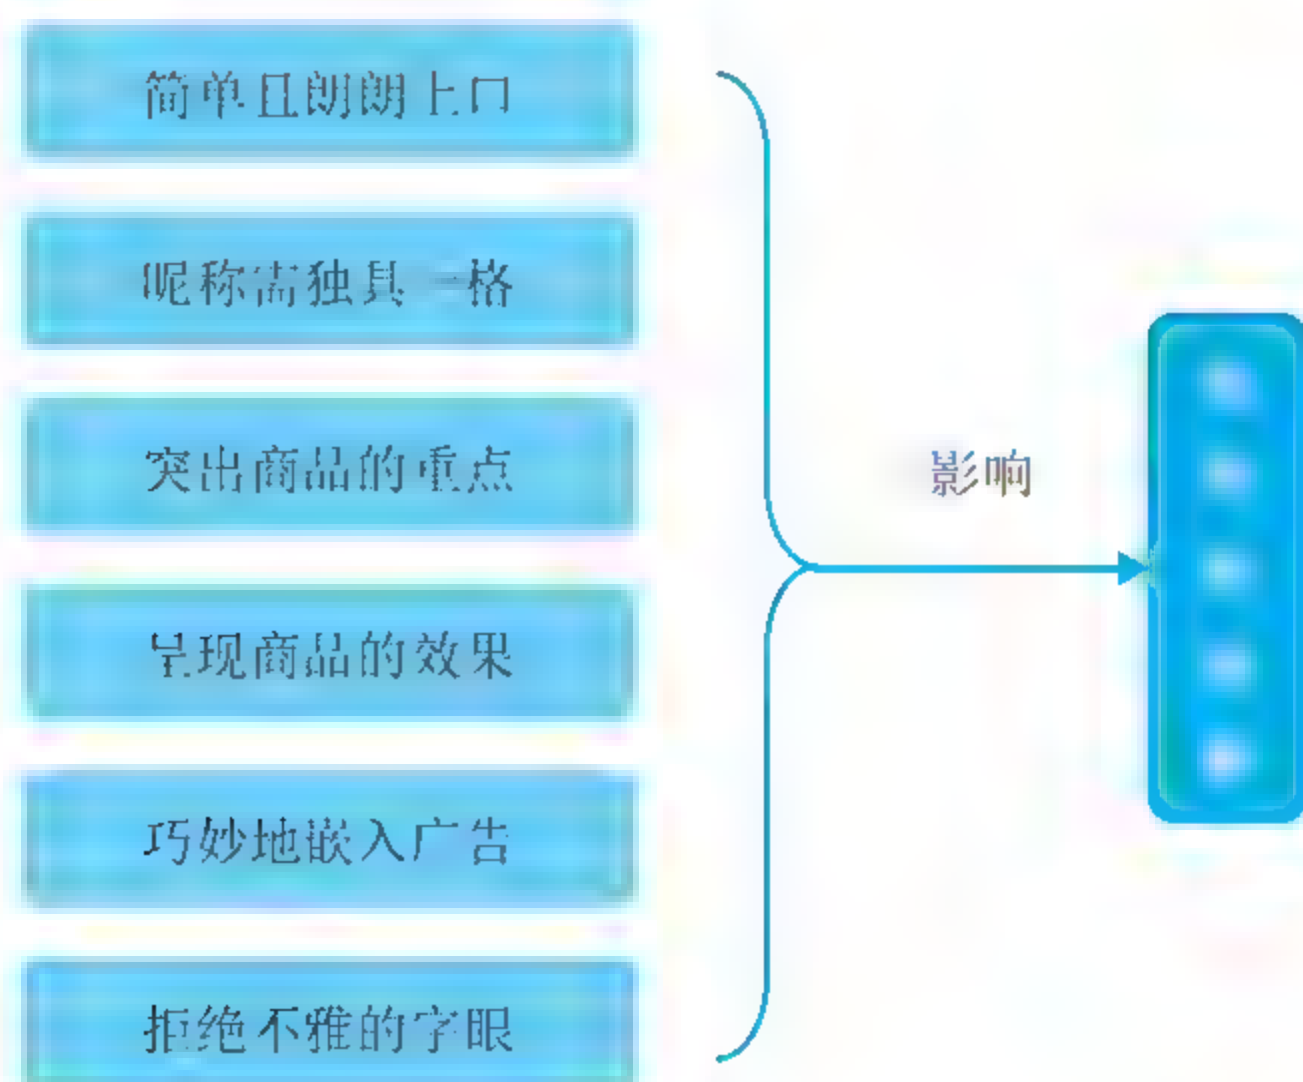 简单且朗朗上口
昵称需独具一格
突出商品的重点
呈现商品的效果
巧妙地嵌入广告
拒绝不雅的字眼
影响